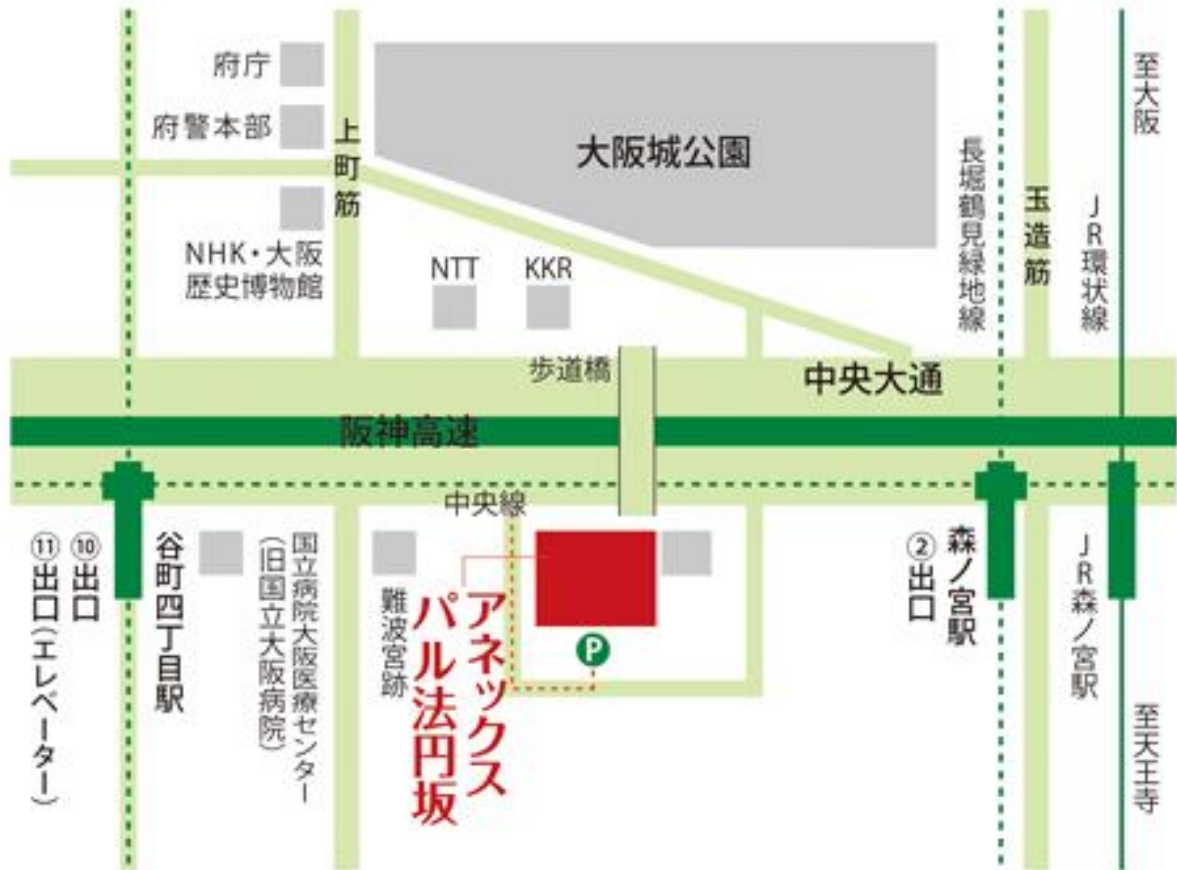 府庁
府警本部
上町筋
大阪城公園
至大阪
長堀鶴見緑地線
玉造筋
JR環状線
NHK・大阪
歴史博物館
NTT
KKR
歩道橋
中央大通
阪神高速
中央線
⑪出口(エレベーター)
⑩出口
谷町四丁目駅
国立病院大阪医療センター
(旧国立大阪病院)
難波宮跡
アネックス
パル法円坂
P
森ノ宮駅
②出口
JR森ノ宮駅
至天王寺